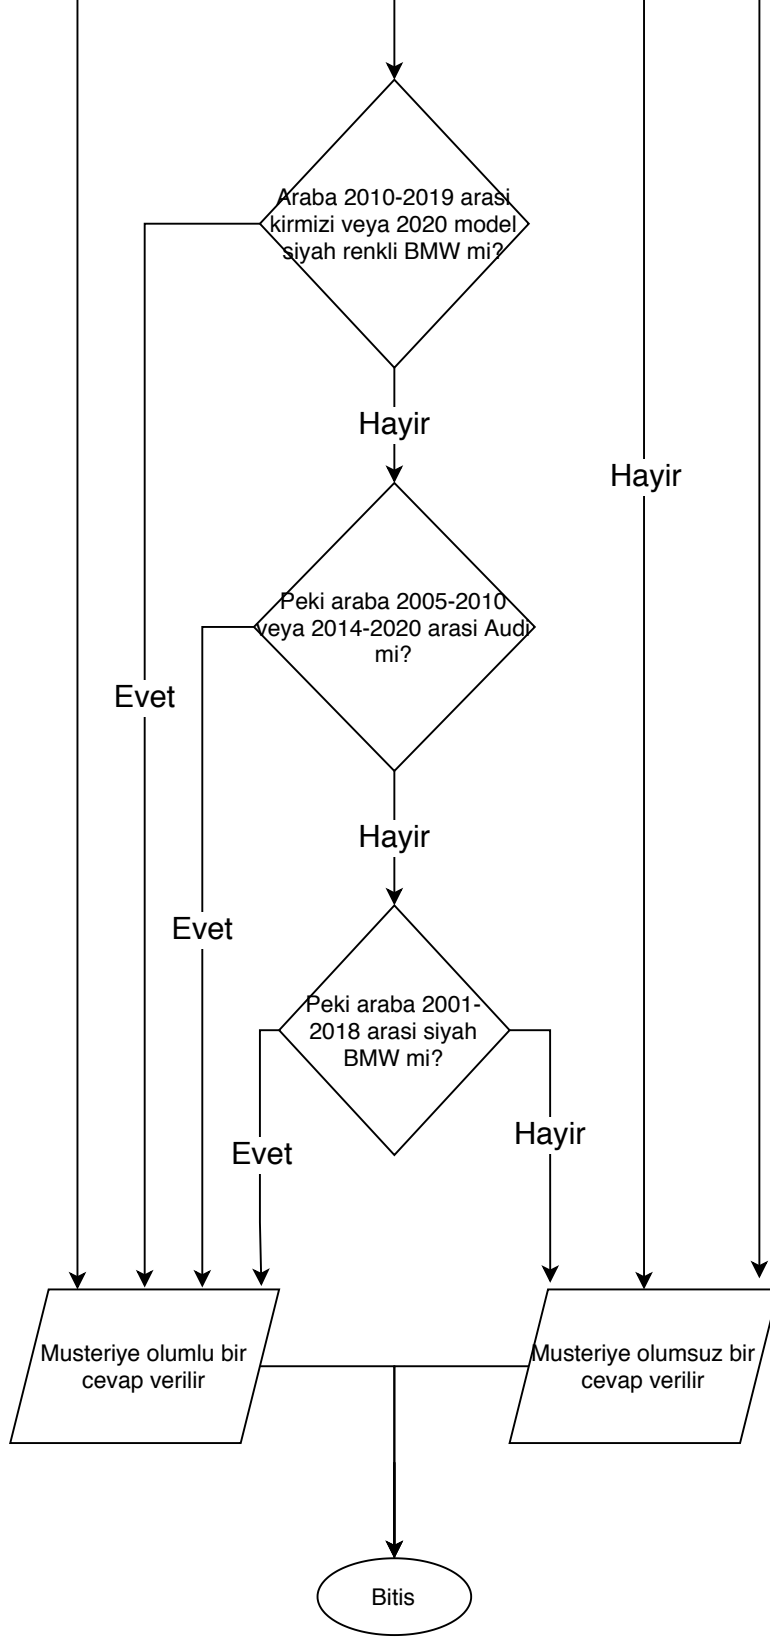 Araba 2010-2019 arasi
kirmizi veya 2020 model
siyah renkli BMW mi?
Hayir
Hayir
Peki araba 2005-2010
veya 2014-2020 arasi Audi
mi?
Evet
Hayir
Evet
Peki araba 2001-
2018 arasi siyah
BMW mi?
Evet
Hayir
Musteriye olumlu bir
cevap verilir
Musteriye olumsuz bir
cevap verilir
Bitis